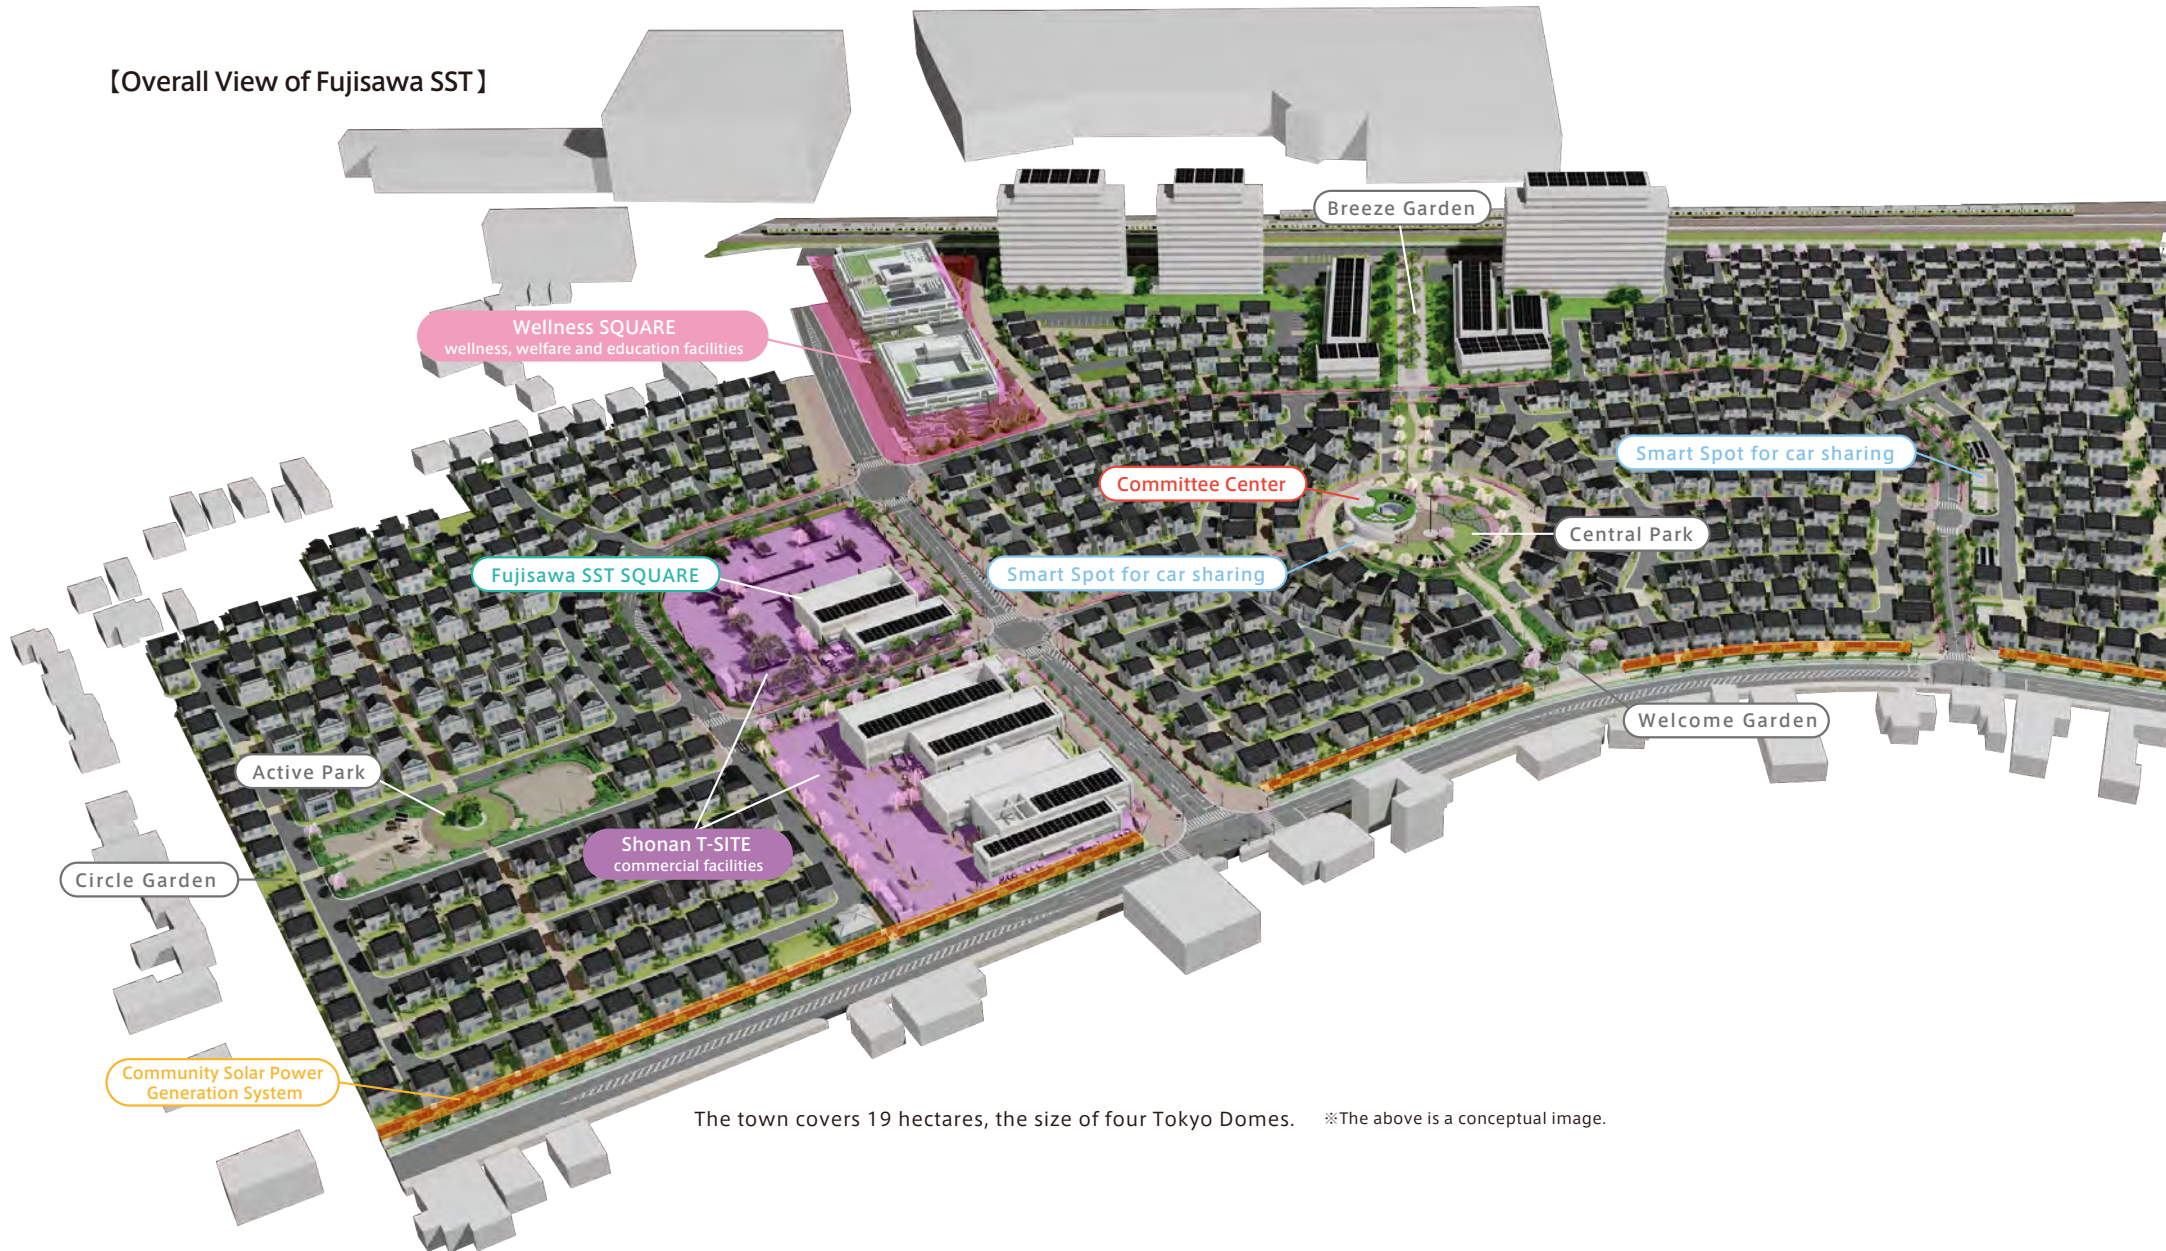 【Overall View of Fujisawa SST】
Breeze Garden
Wellness SQUARE
wellness, welfare and education facilities
Smart Spot for car sharing
Committee Center
Central Park
Fujisawa SST SQUARE
Smart Spot for car sharing
Welcome Garden
Active Park
Shonan T-SITE
commercial facilities
Circle Garden
Community Solar Power
Generation System
The town covers 19 hectares, the size of four Tokyo Domes.
※The above is a conceptual image.